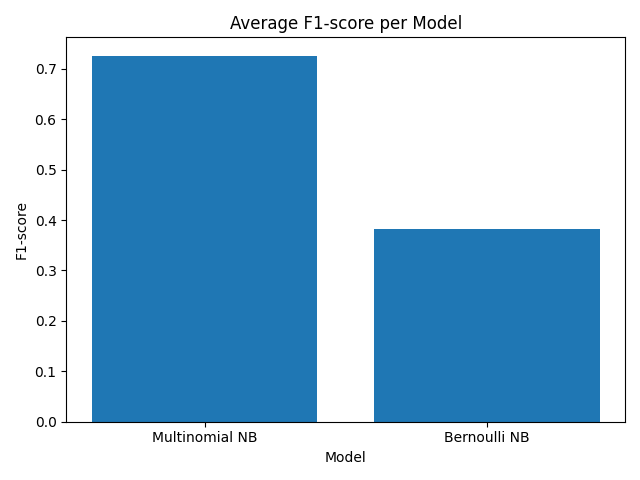 Average F1-score per Model
F1-score
0.7
0.6
0.5
0.4
0.3
0.2
0.1
0.0
Multinomial NB
Bernoulli NB
Model